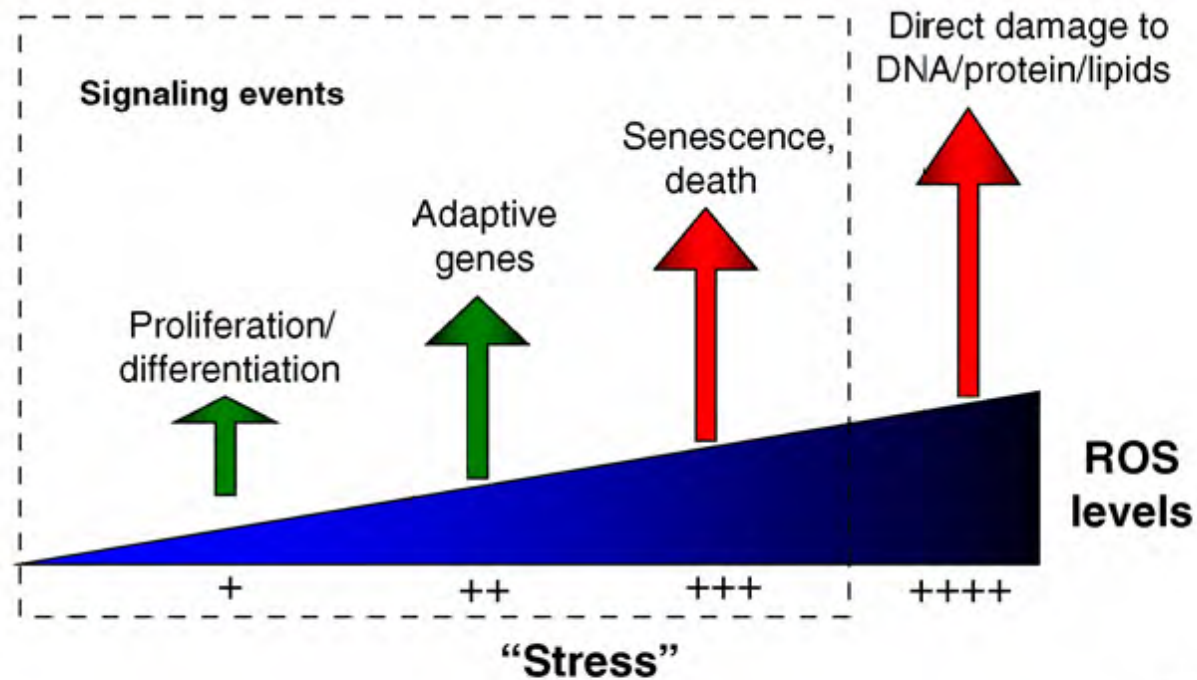 Direct damage to
DNA/protein/lipids
Signaling events
Senescence,
death
Adaptive
genes
Proliferation/
differentiation
ROS
levels
+
++
+++
++++
“Stress”